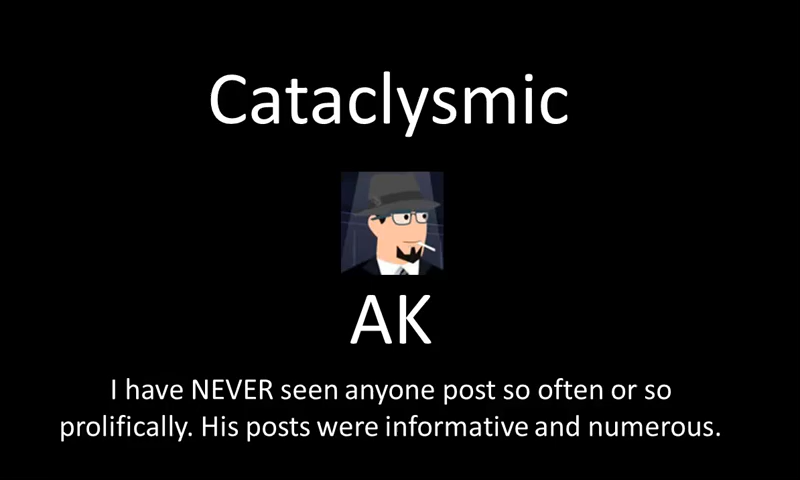 Cataclysmic
AK
I have NEVER seen anyone post so often or so
prolifically. His posts were informative and numerous.